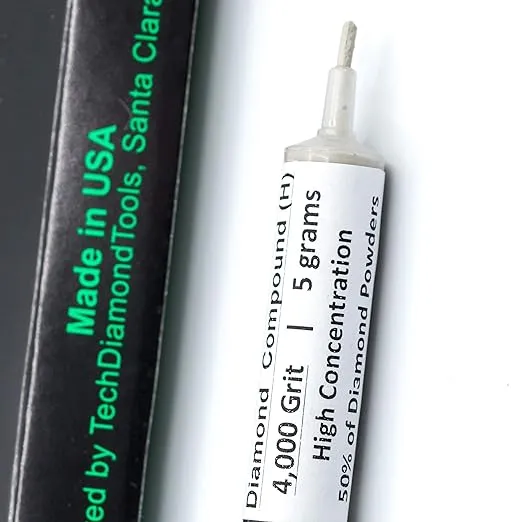 Made in USA
ed by TechDiamondTools, Santa Clara
Diamond Compound (H)
4,000 Grit | 5 grams
High Concentration
50% of Diamond Powders